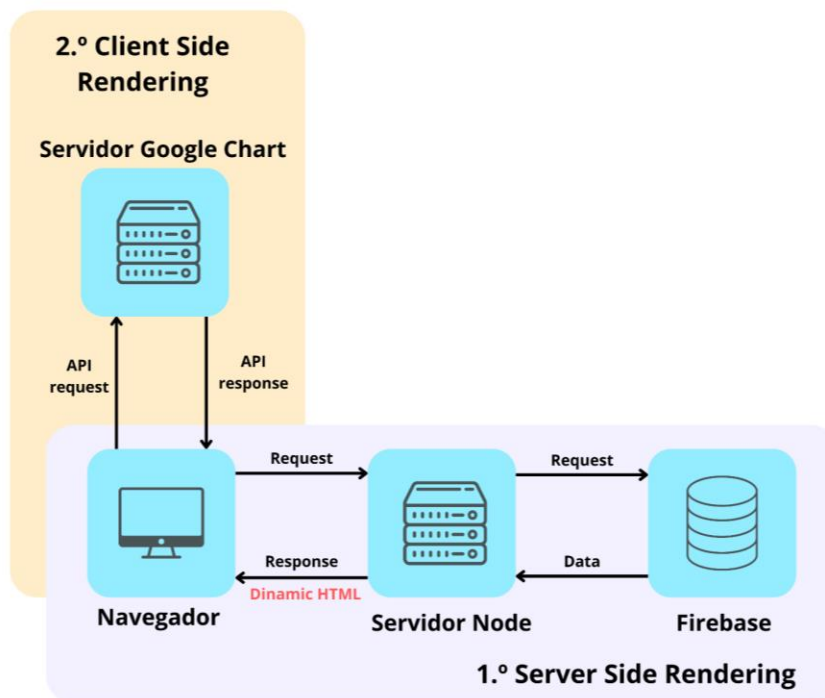 2.º Client Side
Rendering
Servidor Google Chart
API
request
API
response
Request
Request
Response
Dinamic HTML
Data
Navegador
Servidor Node
Firebase
1.º Server Side Rendering